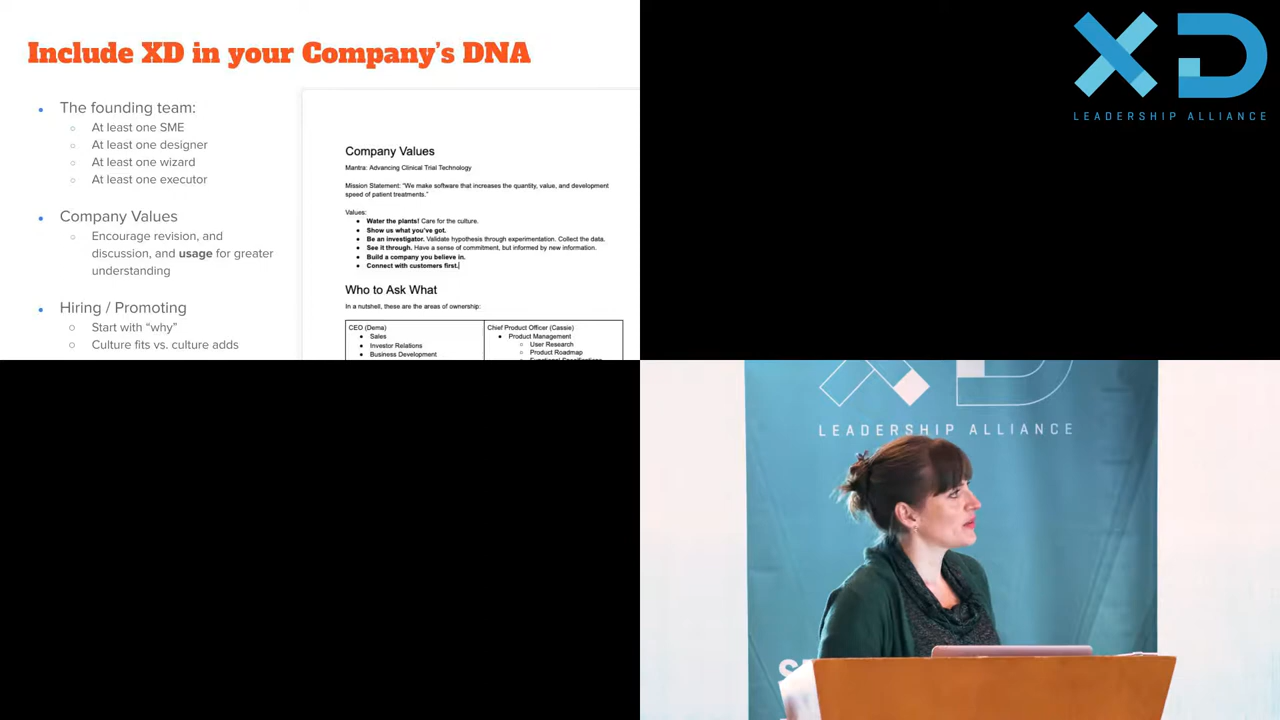 Include XD in your Company's DNA
The founding team:
At least one SME
At least one designer
At least one wizard
At least one executor
Company Values
Encourage revision, and
discussion, and usage for greater
understanding
Hiring / Promoting
Start with “why”
Culture fits vs. culture adds
Company Values
Mantra: Advancing Clinical Trial Technology
Mission Statement: "We make software that increases the quantity, value, and development
speed of patient treatments."
Values:
Water the plants! Care for the culture.
Show us what you've got.
Be an investigator. Validate hypothesis through experimentation. Collect the data.
See it through. Have a sense of commitment, but informed by new information.
Build a company you believe in.
Connect with customers first.
Who to Ask What
In a nutshell, these are the areas of ownership:
CEO (Dema)
Sales
Investor Relations
Business Development
Chief Product Officer (Cassie)
Product Management
User Research
Product Roadmap
XD
LEADERSHIP ALLIANCE
XD
LEADERSHIP ALLIANCE